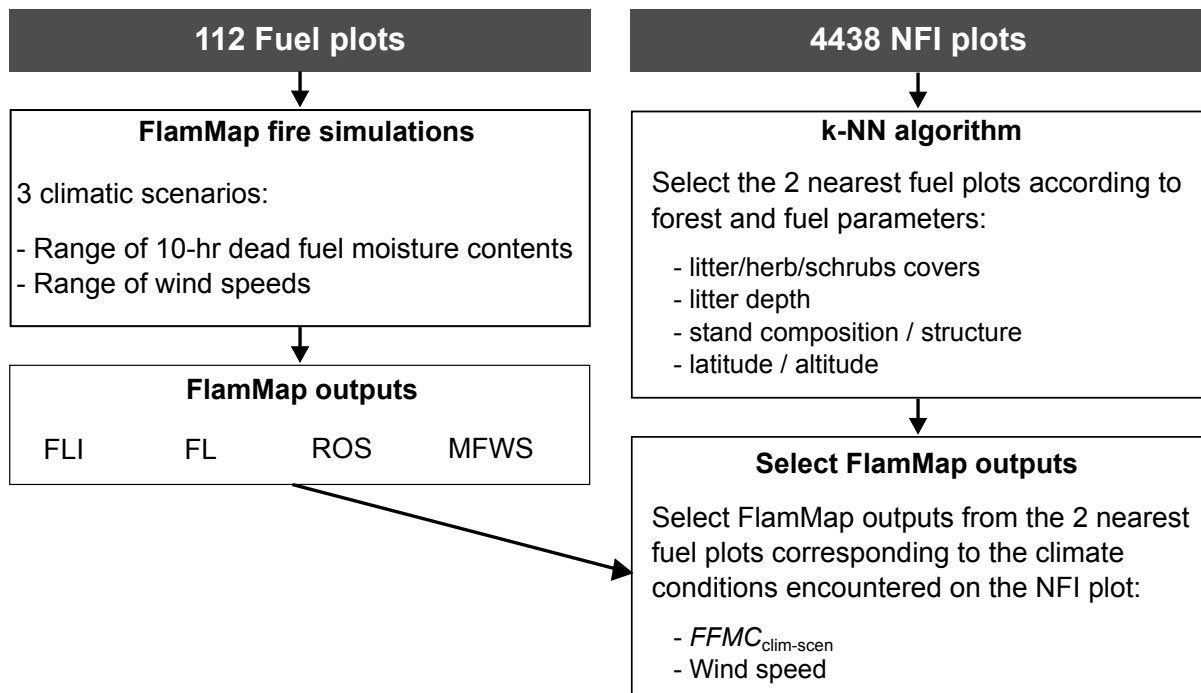 112 Fuel plots
FlamMap fire simulations
3 climatic scenarios:
- Range of 10-hr dead fuel moisture contents
- Range of wind speeds
FlamMap outputs
FLI FL ROS MFWS
4438 NFI plots
k-NN algorithm
Select the 2 nearest fuel plots according to
forest and fuel parameters:
- litter/herb/schrubs covers
- litter depth
- stand composition / structure
- latitude / altitude
Select FlamMap outputs
Select FlamMap outputs from the 2 nearest
fuel plots corresponding to the climate
conditions encountered on the NFI plot:
- FFMCclim-scen
- Wind speed